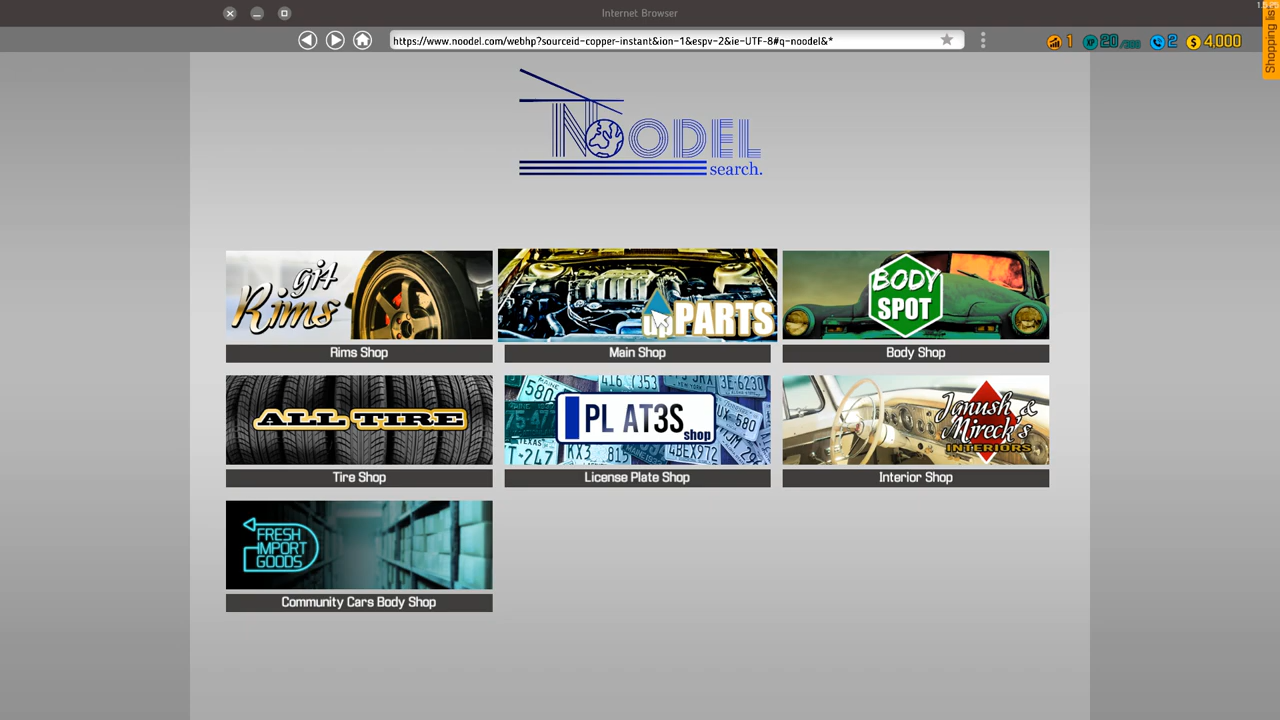 Internet Browser
https://www.noodel.com/webhp?sourceid-copper-instant&ion-1&espv-2&ie-UTF-8#q-noodel&*
1
20
2
4,000
Shopping list
NOODEL
search.
gi4
Rims
PARTS
BODY
SPOT
Rims Shop
Main Shop
Body Shop
ALL TIRE
PL AT3S
shop
Janush &
Mireck's
INTERIORS
Tire Shop
License Plate Shop
Interior Shop
FRESH
IMPORT
GOODS
Community Cars Body Shop